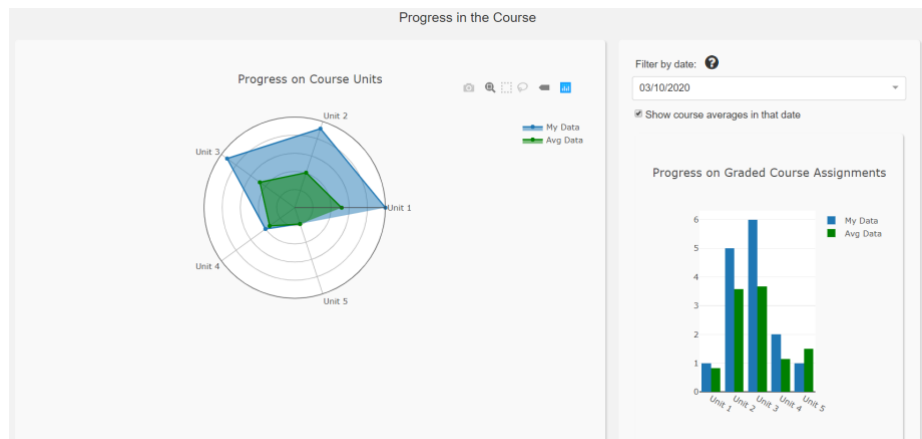 Progress in the Course
Progress on Course Units
Unit 2
My Data
Avg Data
Unit 3
Unit 1
Unit 4
Unit 5
Filter by date: ?
03/10/2020
Show course averages in that date
Progress on Graded Course Assignments
My Data
Avg Data
6
5
4
3
2
1
0
Unit 1
Unit 2
Unit 3
Unit 4
Unit 5